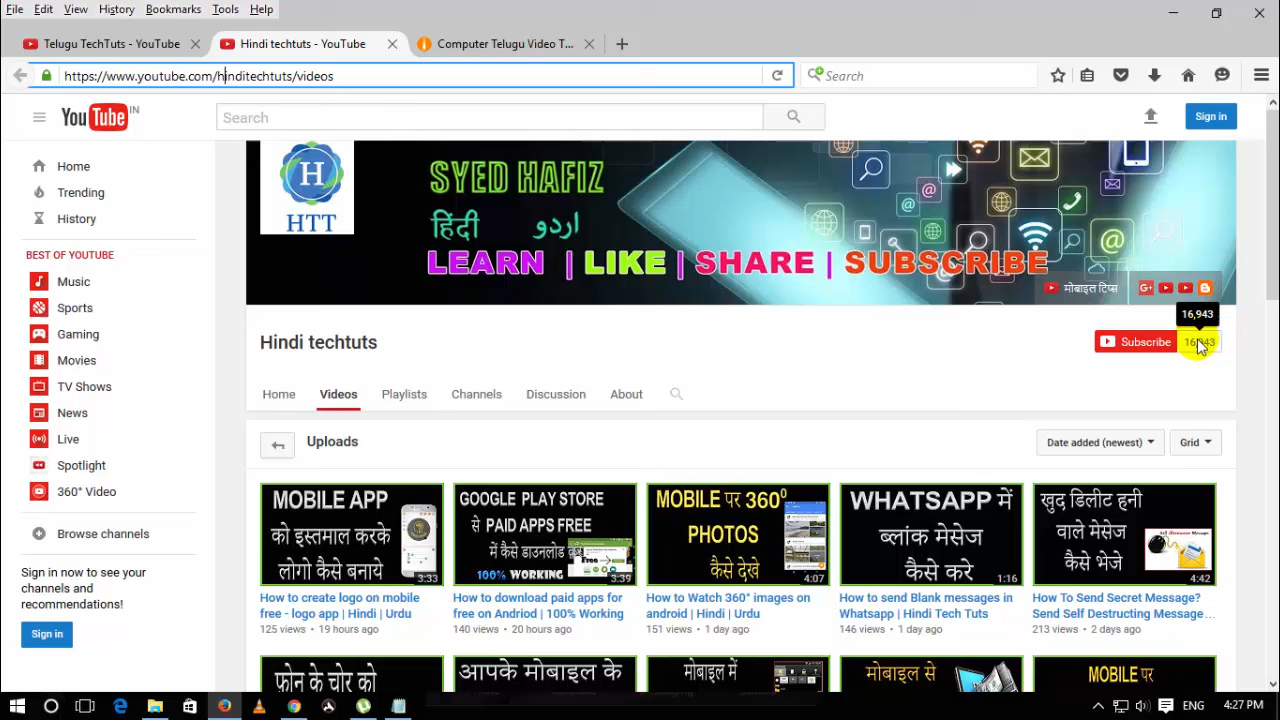 File Edit View History Bookmarks Tools Help
Telugu TechTuts - YouTube
Hindi techtuts - YouTube
Computer Telugu Video T...
https://www.youtube.com/hinditechtuts/videos
Search
YouTube IN
Search
Sign in
Home
Trending
History
BEST OF YOUTUBE
Music
Sports
Gaming
Movies
TV Shows
News
Live
Spotlight
360° Video
Browse channels
Sign in now to see your
channels and
recommendations!
Sign in
H
HTT
SYED HAFIZ
हिंदी اردو
LEARN | LIKE | SHARE | SUBSCRIBE
मोबाइल टिप्स
16,943
Hindi techtuts
Subscribe 16,943
Home Videos Playlists Channels Discussion About
Uploads
Date added (newest)
Grid
MOBILE APP
को इस्तमाल करके
लोगो कैसे बनाये
3:33
How to create logo on mobile
free - logo app | Hindi | Urdu
125 views • 19 hours ago
GOOGLE PLAY STORE
से PAID APPS FREE
में कैसे डाउनलोड
Free
100% WORKING
3:39
How to download paid apps for
free on Andriod | 100% Working
140 views • 20 hours ago
MOBILE पर 360⁰
PHOTOS
कैसे देखे
4:07
How to Watch 360° images on
android | Hindi | Urdu
151 views • 1 day ago
WHATSAPP में
ब्लांक मेसेज
कैसे करे
1:16
How to send Blank messages in
Whatsapp | Hindi Tech Tuts
146 views • 1 day ago
खुद डिलीट हनी
वाले मेसेज
कैसे भेजे
4:42
How To Send Secret Message?
Send Self Destructing Message...
213 views • 2 days ago
फ़ोन के चोर को
आपके मोबाइल के
मोबाइल में
मोबाइल से
MOBILE पर
ENG
4:27 PM